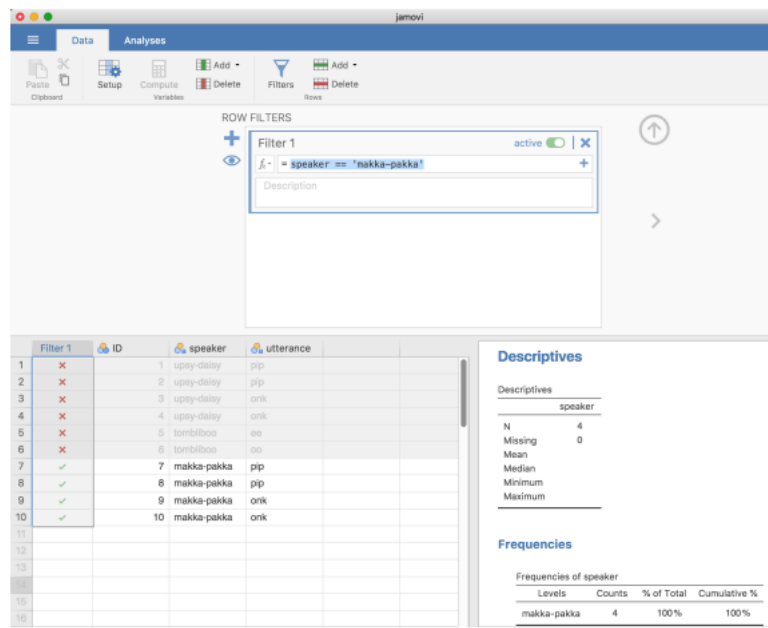 jamovi
Data Analyses
Paste Setup Compute Add Delete Filters Add Delete
Clipboard Variables Rows
ROW FILTERS
Filter 1 active
fx = speaker == 'makka-pakka' +
Description
Filter 1 ID speaker utterance
1 1 upsy-daisy pip
2 2 upsy-daisy pip
3 3 upsy-daisy onk
4 4 upsy-daisy onk
5 5 tombliboo ee
6 6 tombliboo oo
7 7 makka-pakka pip
8 8 makka-pakka pip
9 9 makka-pakka onk
10 10 makka-pakka onk
11
12
13
14
15
16
Descriptives
Descriptives
speaker
N 4
Missing 0
Mean
Median
Minimum
Maximum
Frequencies
Frequencies of speaker
Levels Counts % of Total Cumulative %
makka-pakka 4 100% 100%